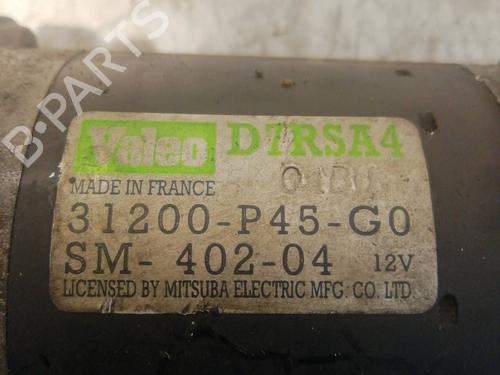 B-PARTS
Valeo D7RSA4
MADE IN FRANCE
31200-P45-G0
SM- 402-04 12V
LICENSED BY MITSUBA ELECTRIC MFG. CO. LTD.